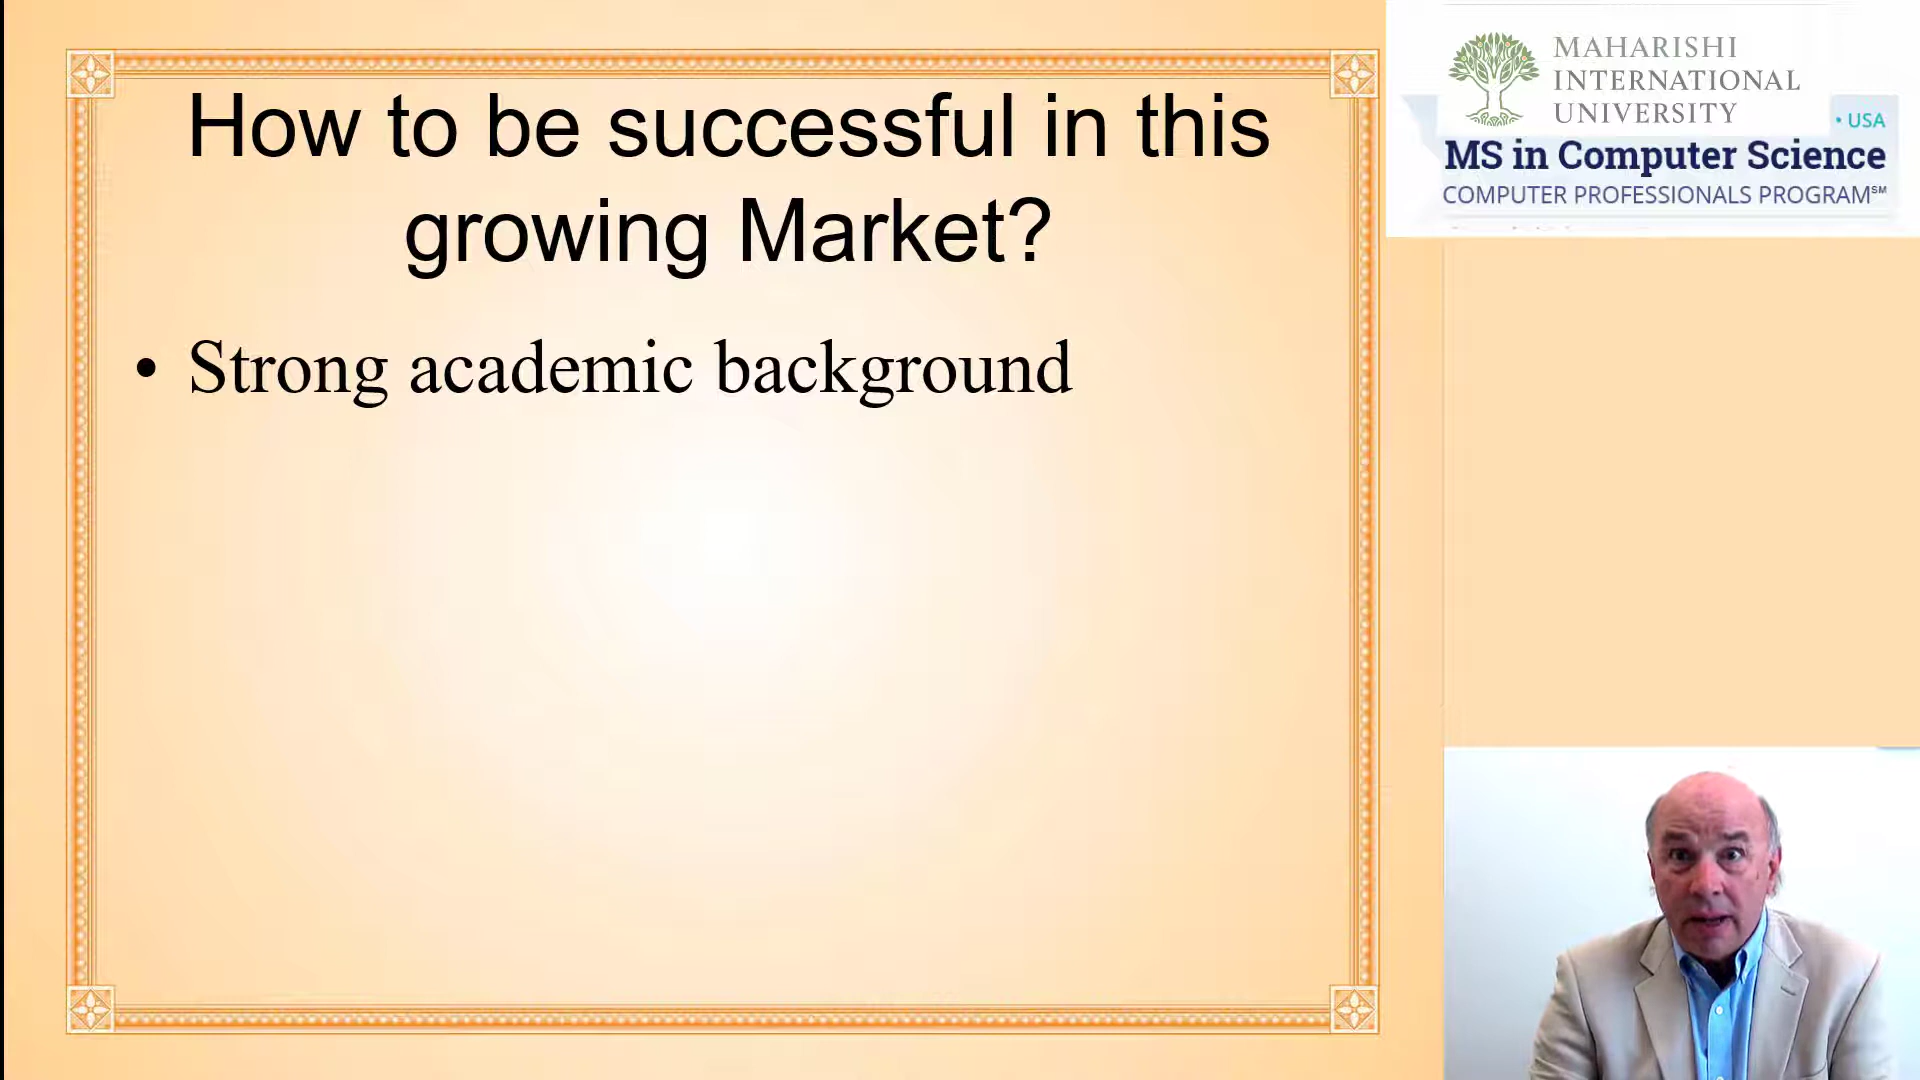 How to be successful in this
growing Market?
• Strong academic background
MAHARISHI
INTERNATIONAL
UNIVERSITY
• USA
MS in Computer Science
COMPUTER PROFESSIONALS PROGRAM℠